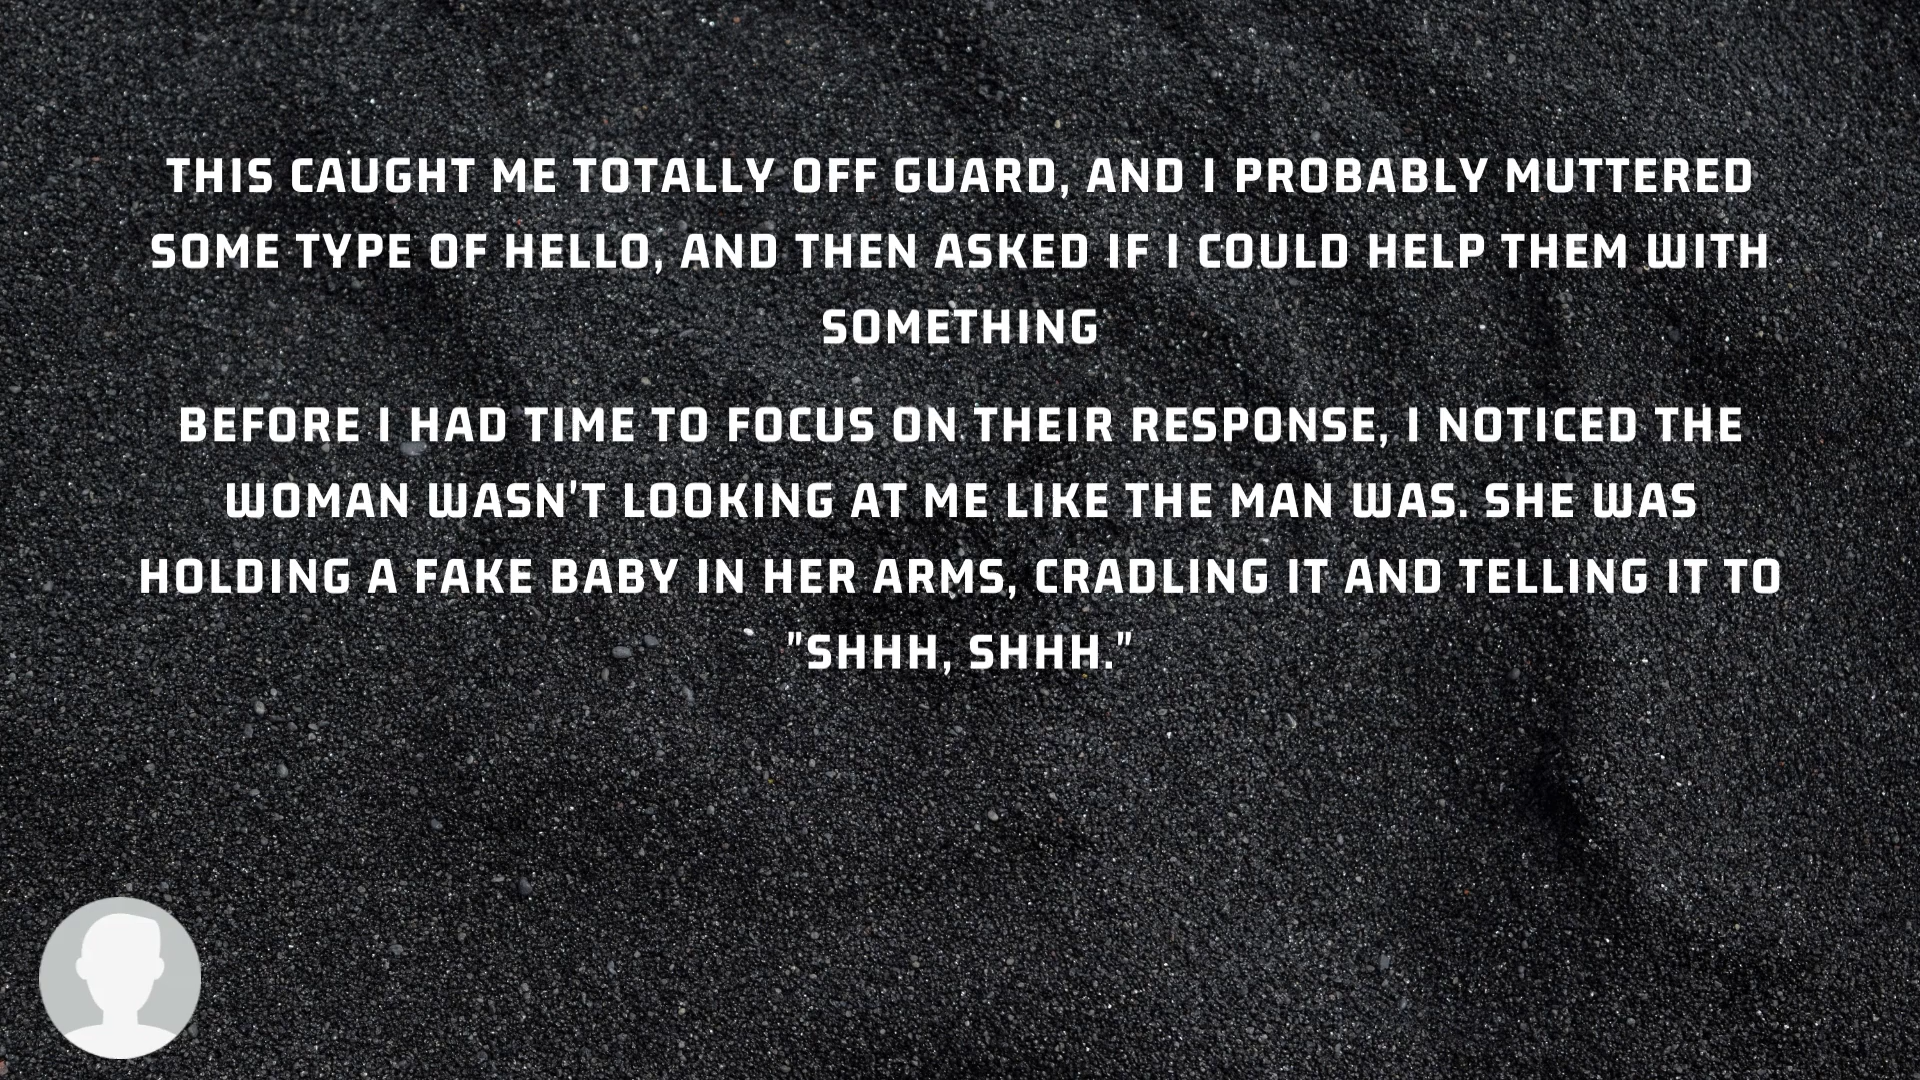 THIS CAUGHT ME TOTALLY OFF GUARD, AND I PROBABLY MUTTERED
SOME TYPE OF HELLO, AND THEN ASKED IF I COULD HELP THEM WITH
SOMETHING
BEFORE I HAD TIME TO FOCUS ON THEIR RESPONSE, I NOTICED THE
WOMAN WASN'T LOOKING AT ME LIKE THE MAN WAS. SHE WAS
HOLDING A FAKE BABY IN HER ARMS, CRADLING IT AND TELLING IT TO
"SHHH, SHHH."